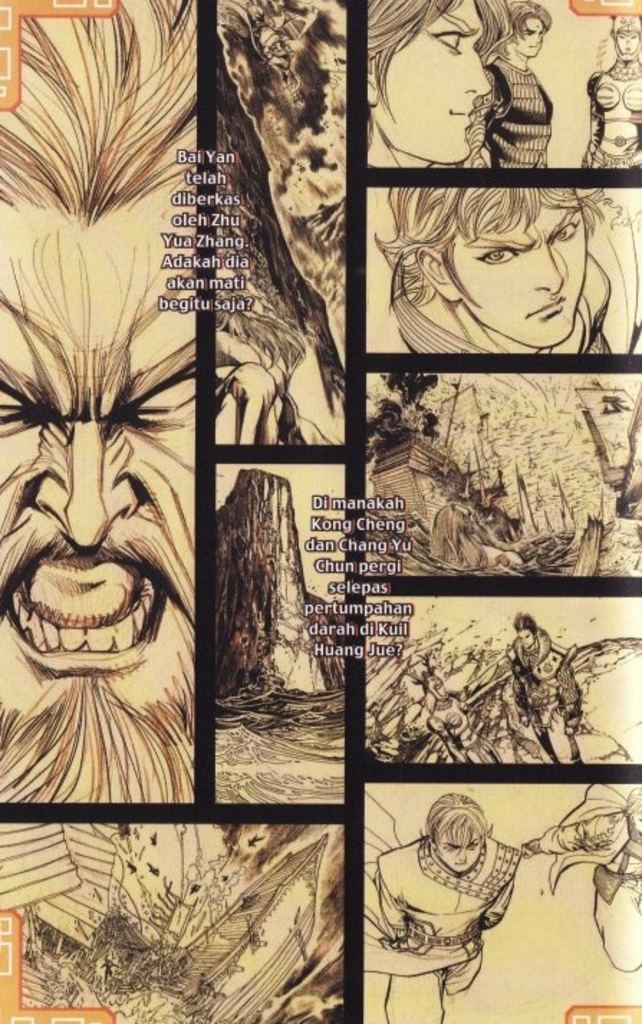 Bai Yan
telah
diberkas
oleh Zhu
Yua Zhang.
Adakah dia
akan mati
begitu saja?
Di manakah
Kong Cheng
dan Chang Yu
Chun pergi
selepas
pertumpahan
darah di Kuil
Huang Jue?